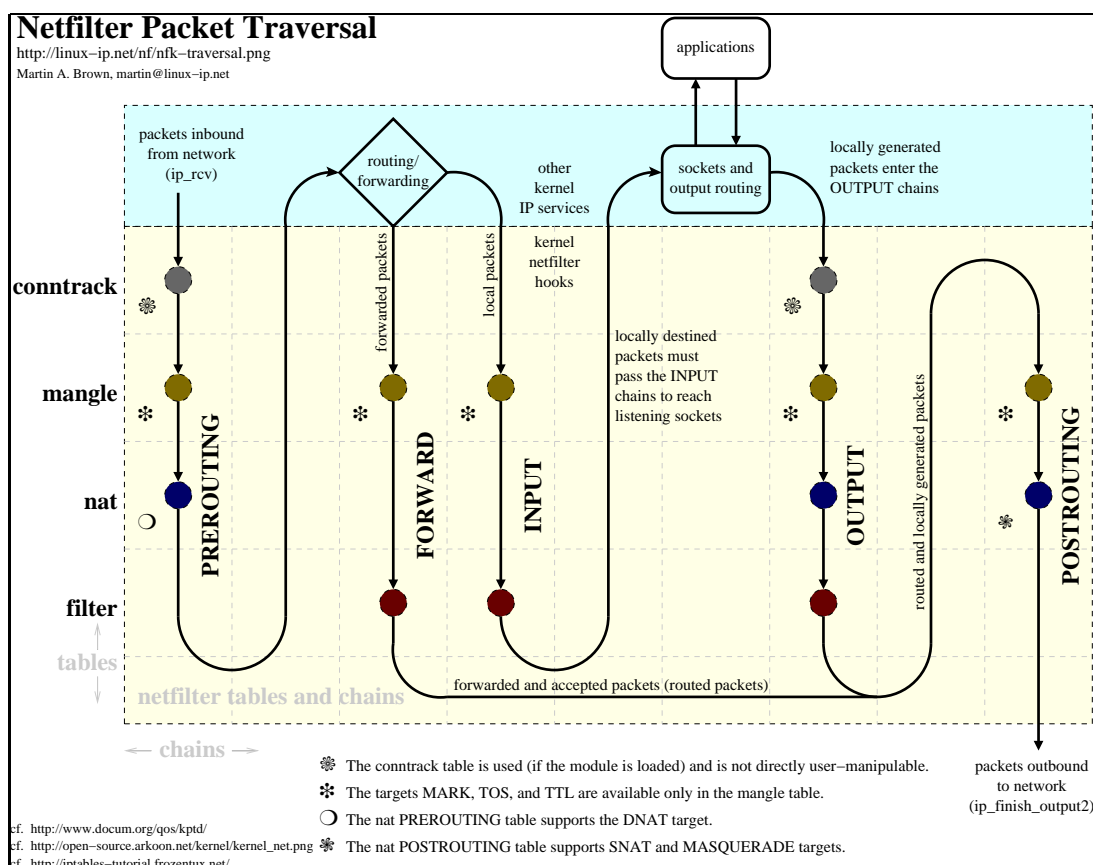 Netfilter Packet Traversal
http://linux−ip.net/nf/nfk−traversal.png
Martin A. Brown, martin@linux−ip.net
applications
packets inbound
from network
(ip_rcv)
routing/
forwarding
other
kernel
IP services
sockets and
output routing
locally generated
packets enter the
OUTPUT chains
kernel
netfilter
hooks
conntrack
mangle
nat
filter
tables
chains
netfilter tables and chains
PREROUTING
forwarded packets
FORWARD
local packets
INPUT
locally destined
packets must
pass the INPUT
chains to reach
listening sockets
OUTPUT
routed and locally generated packets
POSTROUTING
forwarded and accepted packets (routed packets)
packets outbound
to network
(ip_finish_output2)
The conntrack table is used (if the module is loaded) and is not directly user−manipulable.
The targets MARK, TOS, and TTL are available only in the mangle table.
The nat PREROUTING table supports the DNAT target.
The nat POSTROUTING table supports SNAT and MASQUERADE targets.
cf. http://www.docum.org/qos/kptd/
cf. http://open−source.arkoon.net/kernel/kernel_net.png
cf. http://iptables−tutorial.frozentux.net/